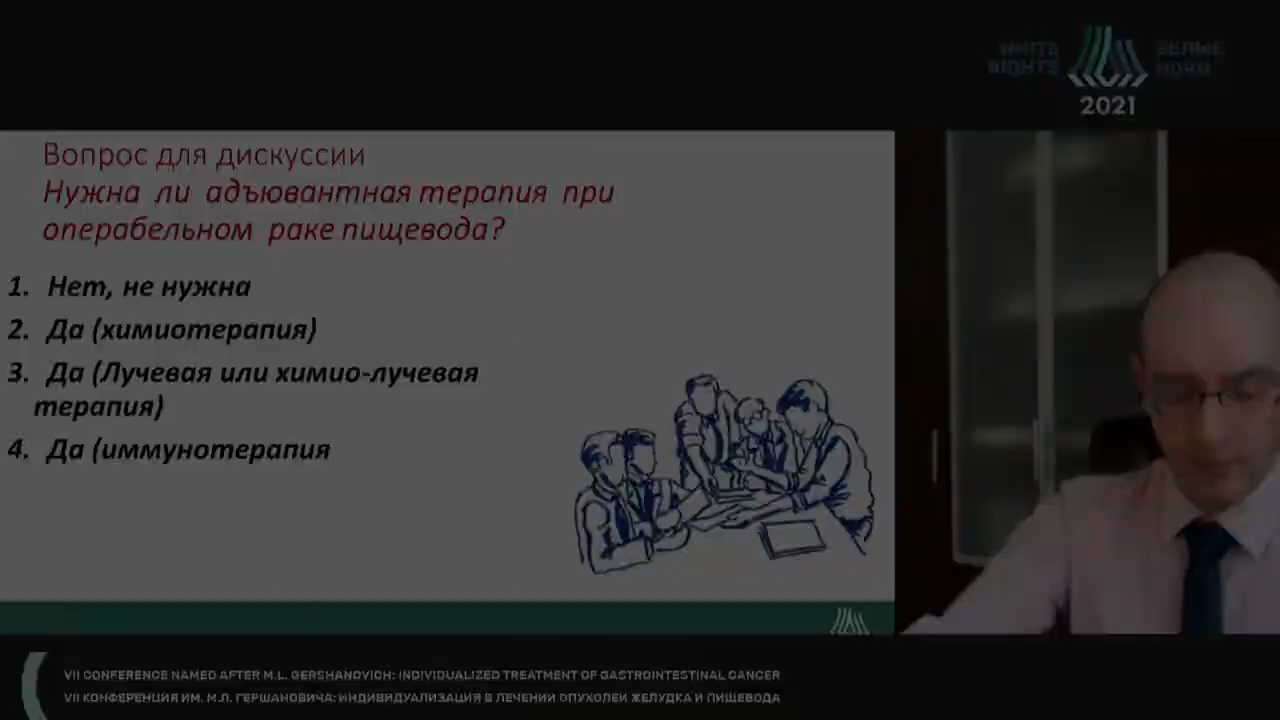 WHITE
NIGHTS
БЕЛЫЕ
НОЧИ
2021
Вопрос для дискуссии
Нужна ли адъювантная терапия при
операбельном раке пищевода?
1. Нет, не нужна
2. Да (химиотерапия)
3. Да (Лучевая или химио-лучевая
терапия)
4. Да (иммунотерапия
VII CONFERENCE NAMED AFTER M.L. GERSHANOVICH: INDIVIDUALIZED TREATMENT OF GASTROINTESTINAL CANCER
VII КОНФЕРЕНЦИЯ ИМ. М.Л. ГЕРШАНОВИЧА: ИНДИВИДУАЛИЗАЦИЯ В ЛЕЧЕНИИ ОПУХОЛЕЙ ЖЕЛУДКА И ПИЩЕВОДА